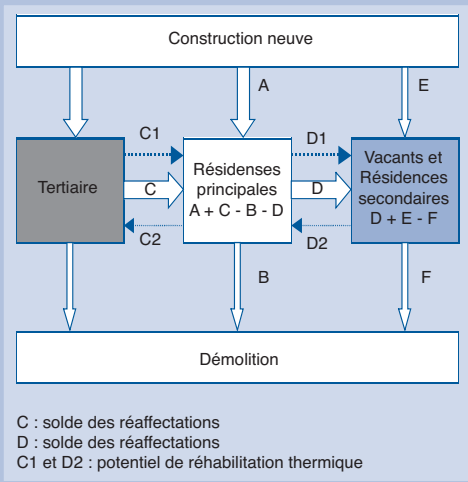 Construction neuve
A
E
C1
D1
Tertiaire
C
Résidenses
principales
A + C - B - D
D
Vacants et
Résidences
secondaires
D + E - F
C2
D2
B
F
Démolition
C : solde des réaffectations
D : solde des réaffectations
C1 et D2 : potentiel de réhabilitation thermique